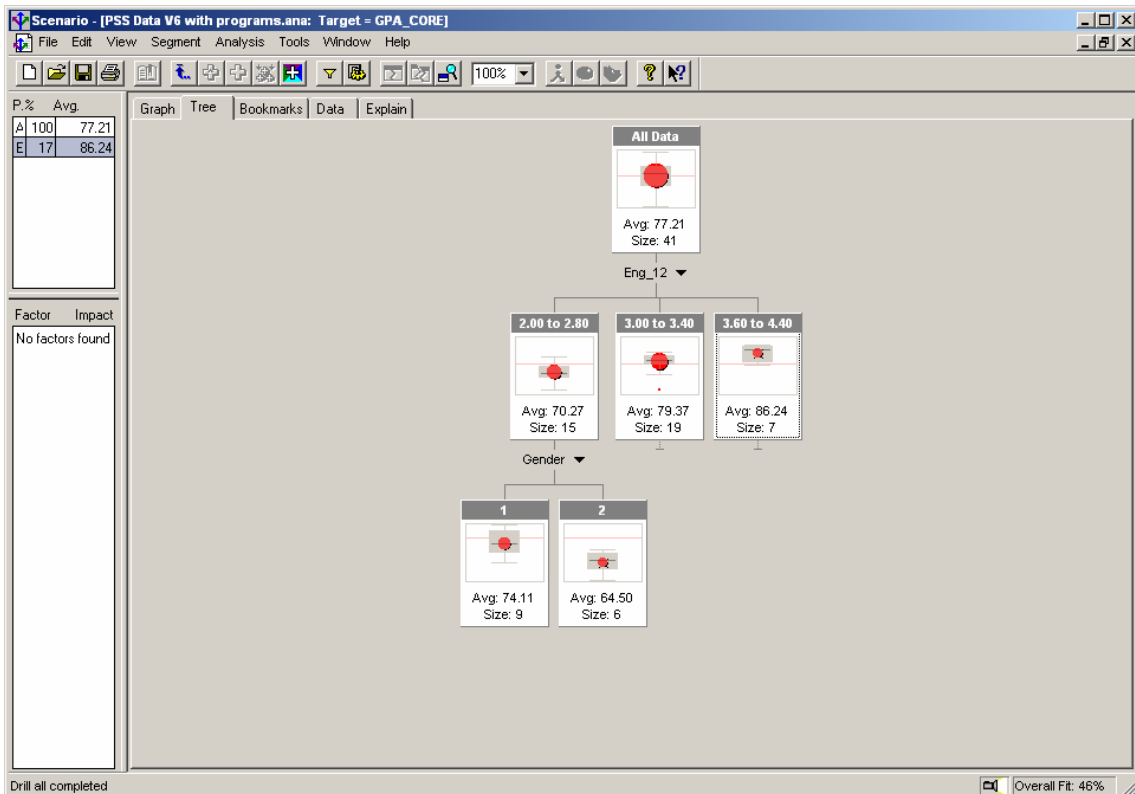 Scenario - [PSS Data V6 with programs.ana: Target = GPA_CORE]
File Edit View Segment Analysis Tools Window Help
100%
P.% Avg.
A 100 77.21
E 17 86.24
Factor Impact
No factors found
Graph Tree Bookmarks Data Explain
All Data
Avg: 77.21
Size: 41
Eng_12
2.00 to 2.80
Avg: 70.27
Size: 15
3.00 to 3.40
Avg: 79.37
Size: 19
3.60 to 4.40
Avg: 86.24
Size: 7
Gender
1
Avg: 74.11
Size: 9
2
Avg: 64.50
Size: 6
Drill all completed
Overall Fit: 46%